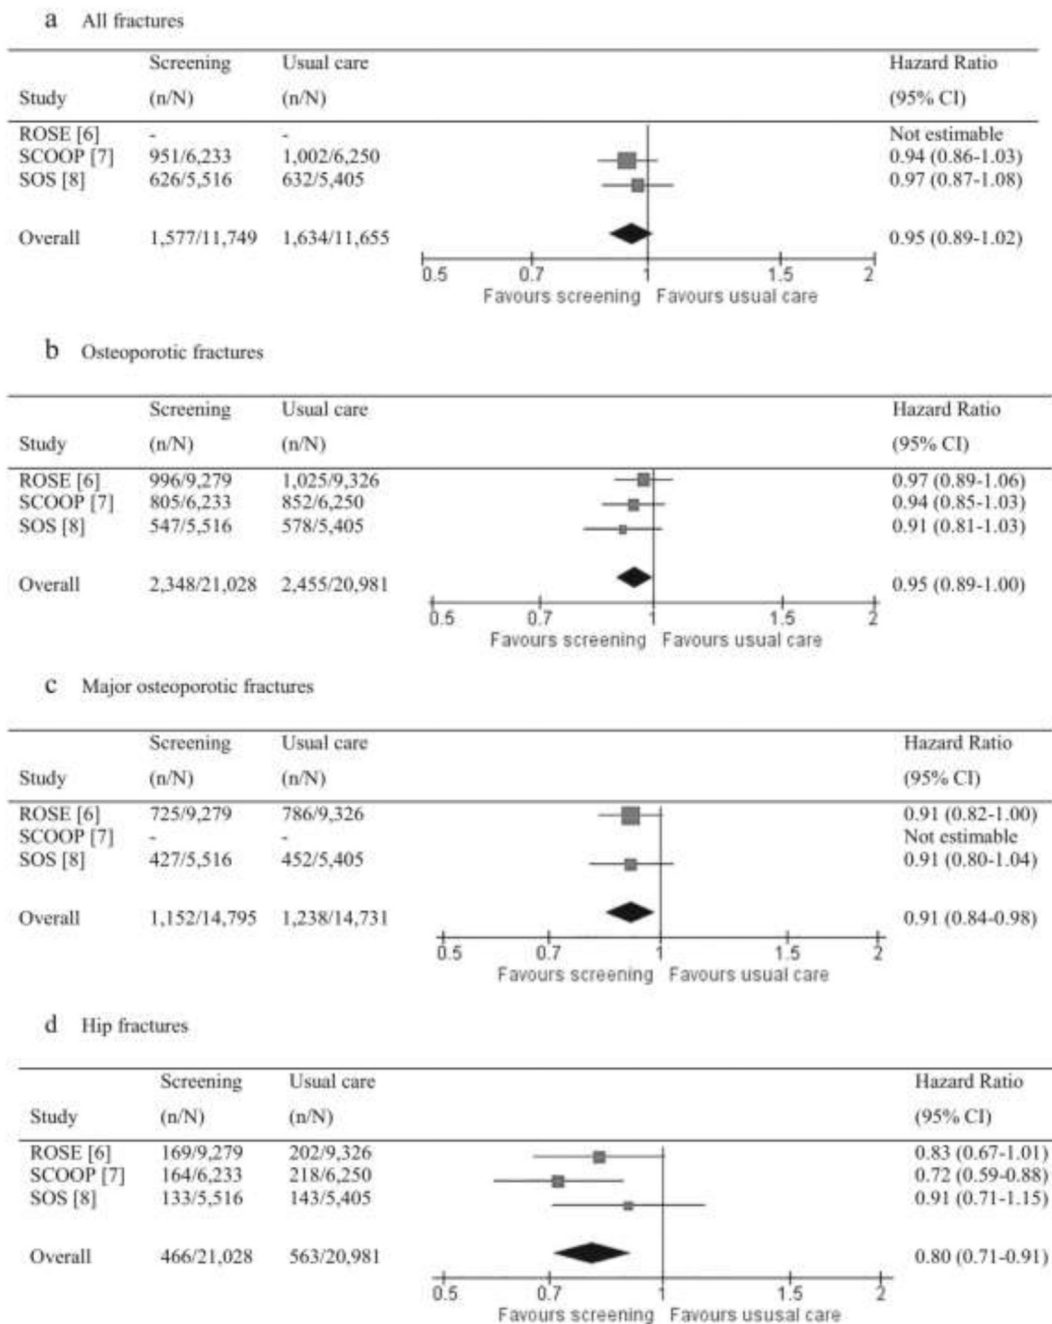 a All fractures
Screening Usual care Hazard Ratio
Study (n/N) (n/N) (95% CI)
ROSE [6] - - Not estimable
SCOOP [7] 951/6,233 1,002/6,250 0.94 (0.86-1.03)
SOS [8] 626/5,516 632/5,405 0.97 (0.87-1.08)
Overall 1,577/11,749 1,634/11,655 0.95 (0.89-1.02)
0.5 0.7 1 1.5 2
Favours screening Favours usual care
b Osteoporotic fractures
Screening Usual care Hazard Ratio
Study (n/N) (n/N) (95% CI)
ROSE [6] 996/9,279 1,025/9,326 0.97 (0.89-1.06)
SCOOP [7] 805/6,233 852/6,250 0.94 (0.85-1.03)
SOS [8] 547/5,516 578/5,405 0.91 (0.81-1.03)
Overall 2,348/21,028 2,455/20,981 0.95 (0.89-1.00)
0.5 0.7 1 1.5 2
Favours screening Favours usual care
c Major osteoporotic fractures
Screening Usual care Hazard Ratio
Study (n/N) (n/N) (95% CI)
ROSE [6] 725/9,279 786/9,326 0.91 (0.82-1.00)
SCOOP [7] - - Not estimable
SOS [8] 427/5,516 452/5,405 0.91 (0.80-1.04)
Overall 1,152/14,795 1,238/14,731 0.91 (0.84-0.98)
0.5 0.7 1 1.5 2
Favours screening Favours usual care
d Hip fractures
Screening Usual care Hazard Ratio
Study (n/N) (n/N) (95% CI)
ROSE [6] 169/9,279 202/9,326 0.83 (0.67-1.01)
SCOOP [7] 164/6,233 218/6,250 0.72 (0.59-0.88)
SOS [8] 133/5,516 143/5,405 0.91 (0.71-1.15)
Overall 466/21,028 563/20,981 0.80 (0.71-0.91)
0.5 0.7 1 1.5 2
Favours screening Favours ususal care